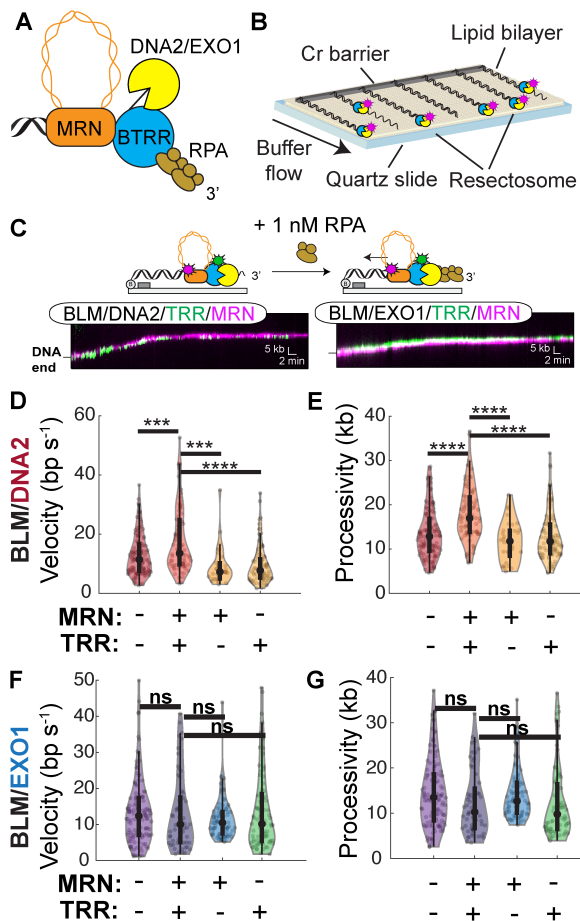 A
DNA2/EXO1
MRN
BTRR
RPA
3'
B
Lipid bilayer
Cr barrier
Buffer
flow
Quartz slide
Resectosome
C
+ 1 nM RPA
3'
3'
B
B
BLM/DNA2/TRR/MRN
BLM/EXO1/TRR/MRN
DNA
end
5 kb
2 min
5 kb
2 min
D
BLM/DNA2
Velocity (bp s⁻¹)
60
40
20
0
***
***
****
MRN: - + + -
TRR: - + - +
E
Processivity (kb)
40
30
20
10
0
****
****
****
- + + -
- + - +
F
BLM/EXO1
Velocity (bp s⁻¹)
50
40
30
20
10
0
ns
ns
ns
MRN: - + + -
TRR: - + - +
G
Processivity (kb)
40
30
20
10
0
ns
ns
ns
- + + -
- + - +